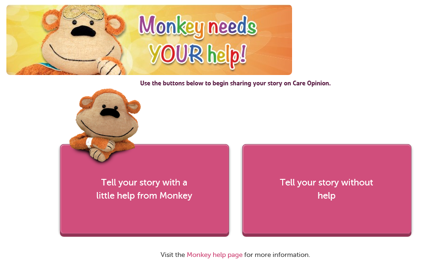 Monkey needs
YOUR help!
Use the buttons below to begin sharing your story on Care Opinion.
Tell your story with a
little help from Monkey
Tell your story without
help
Visit the Monkey help page for more information.